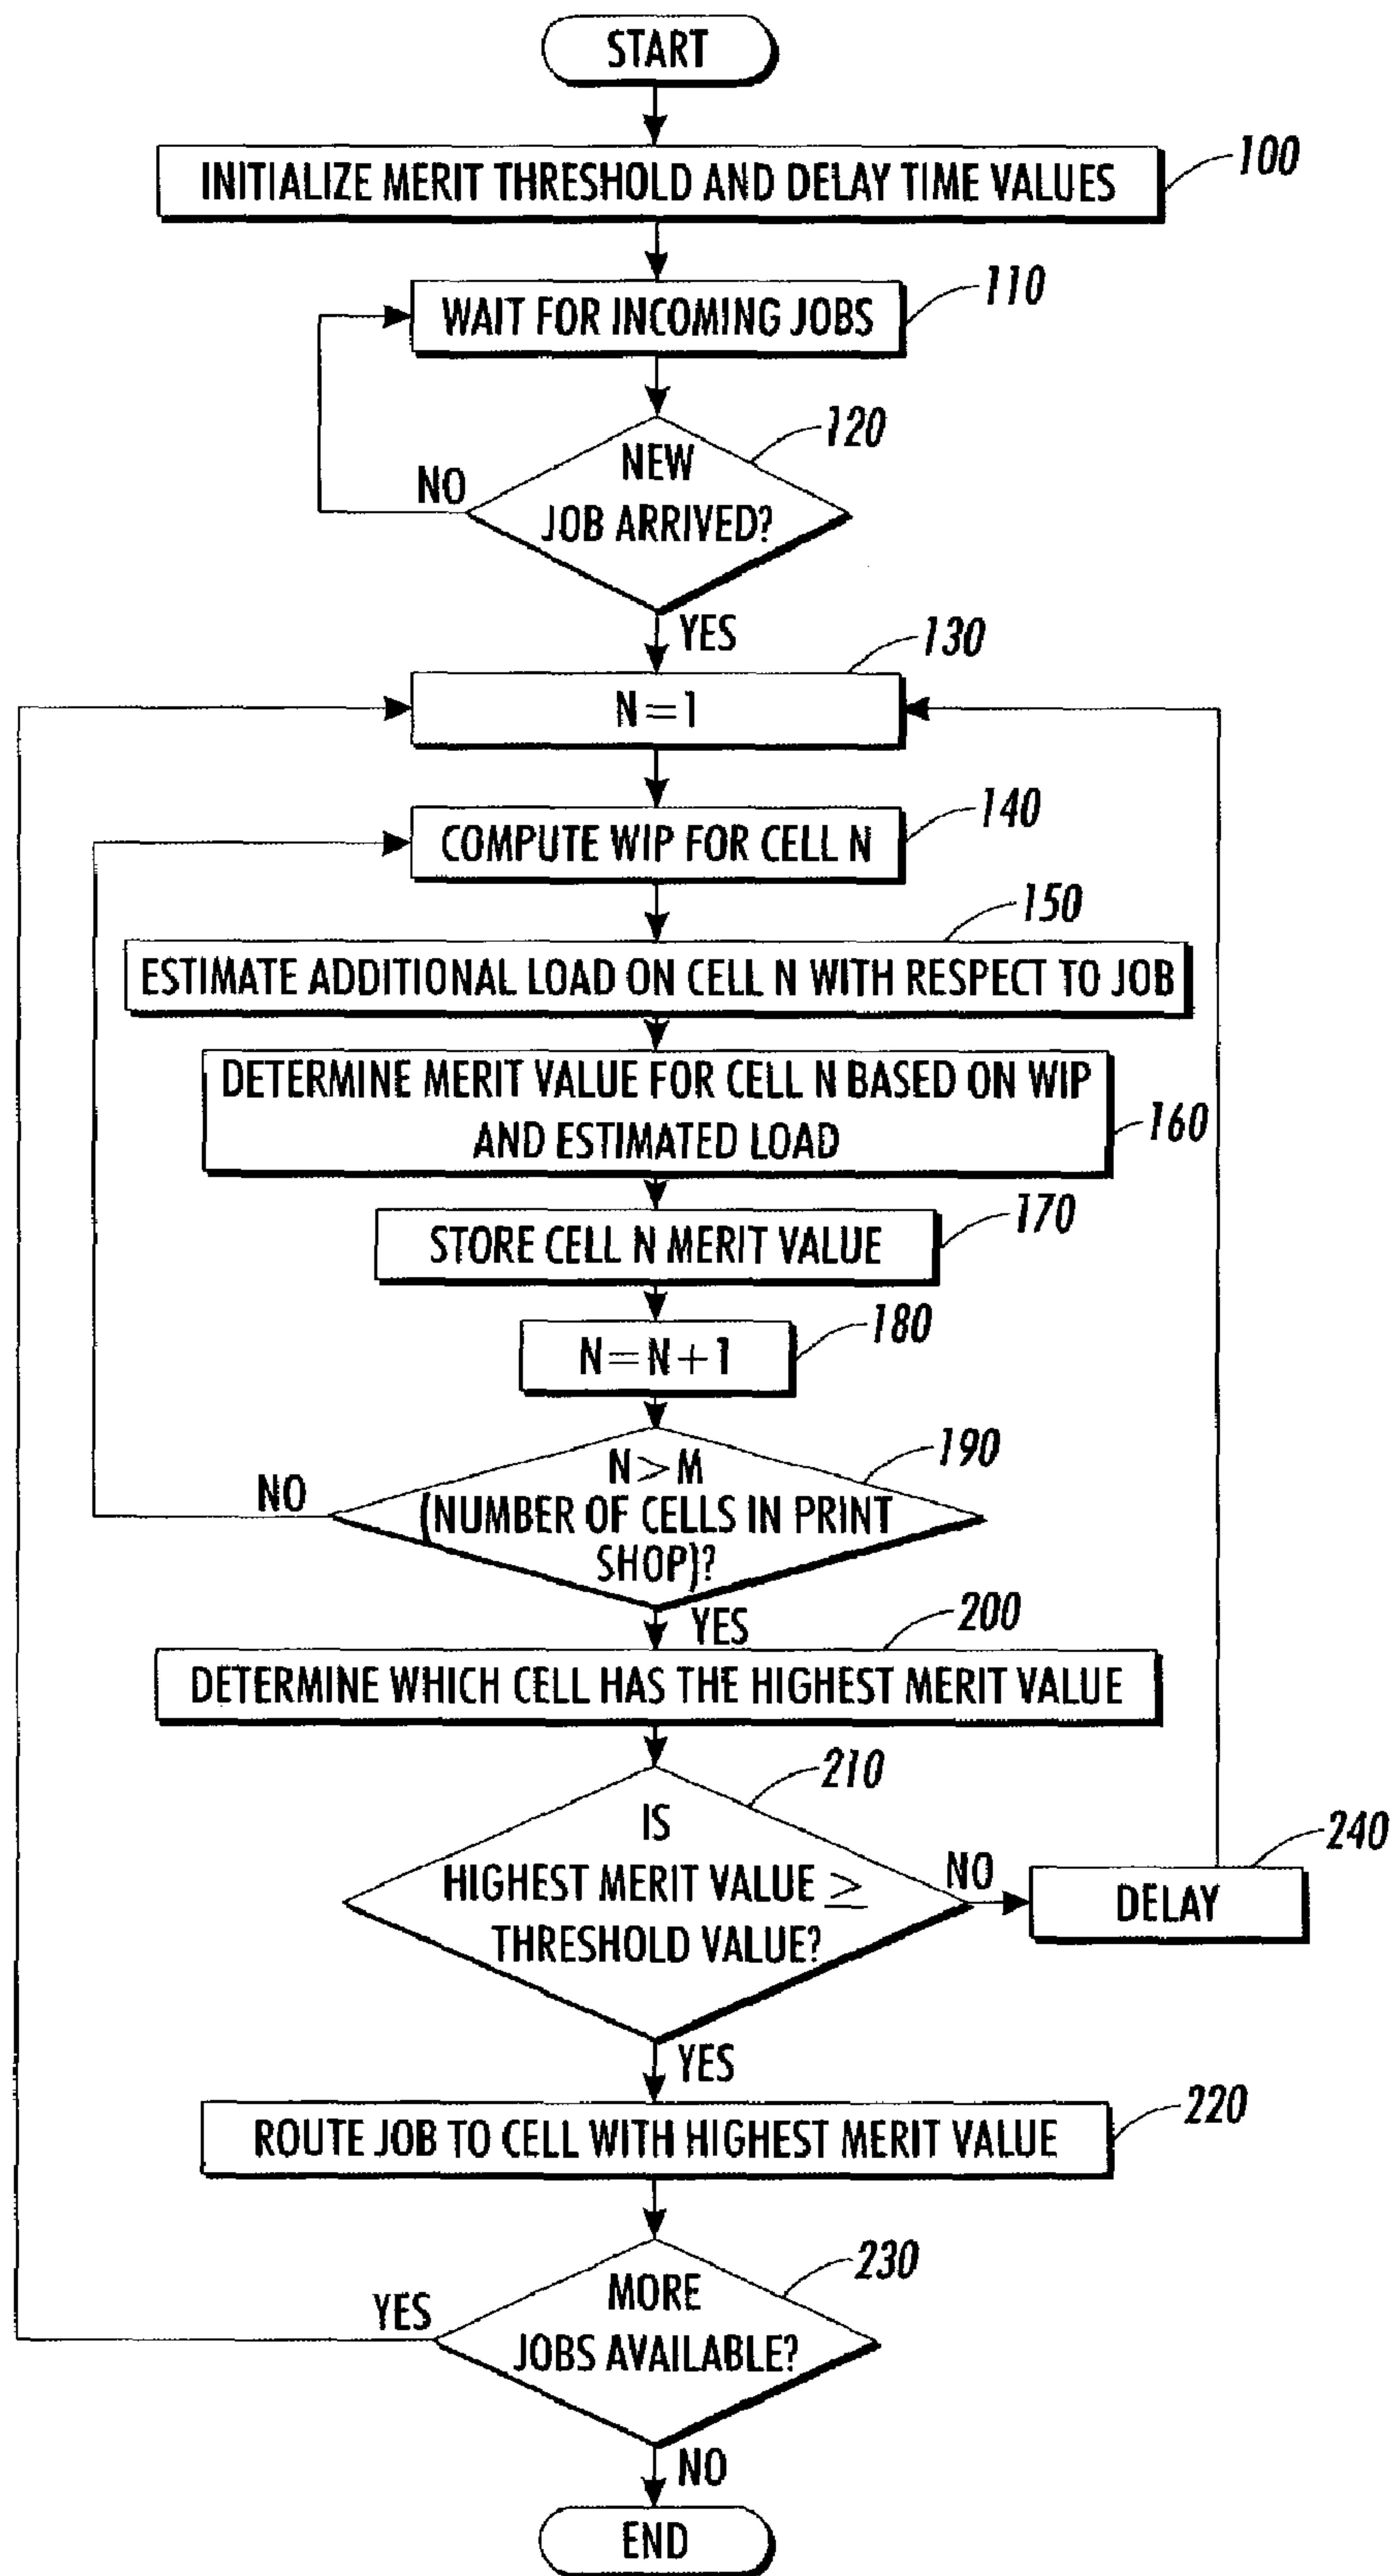 START
INITIALIZE MERIT THRESHOLD AND DELAY TIME VALUES
100
WAIT FOR INCOMING JOBS
110
NEW
JOB ARRIVED?
120
NO
YES
N=1
130
COMPUTE WIP FOR CELL N
140
ESTIMATE ADDITIONAL LOAD ON CELL N WITH RESPECT TO JOB
150
DETERMINE MERIT VALUE FOR CELL N BASED ON WIP
AND ESTIMATED LOAD
160
STORE CELL N MERIT VALUE
170
N=N+1
180
N>M
(NUMBER OF CELLS IN PRINT
SHOP)?
190
NO
YES
DETERMINE WHICH CELL HAS THE HIGHEST MERIT VALUE
200
IS
HIGHEST MERIT VALUE ≥
THRESHOLD VALUE?
210
NO
DELAY
240
YES
ROUTE JOB TO CELL WITH HIGHEST MERIT VALUE
220
MORE
JOBS AVAILABLE?
230
YES
NO
END